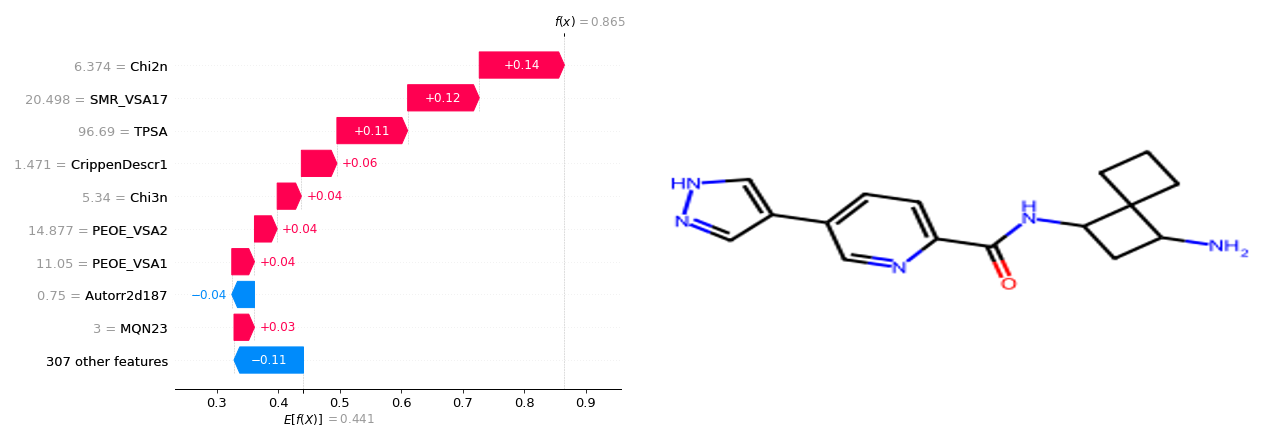 f(x) = 0.865
6.374 = Chi2n
+0.14
20.498 = SMR_VSA17
+0.12
96.69 = TPSA
+0.11
1.471 = CrippenDescr1
+0.06
5.34 = Chi3n
+0.04
14.877 = PEOE_VSA2
+0.04
11.05 = PEOE_VSA1
+0.04
0.75 = Autorr2d187
−0.04
3 = MQN23
+0.03
307 other features
−0.11
0.3 0.4 0.5 0.6 0.7 0.8 0.9
E[f(X)] = 0.441
HN
N
N
O
H
N
NH₂